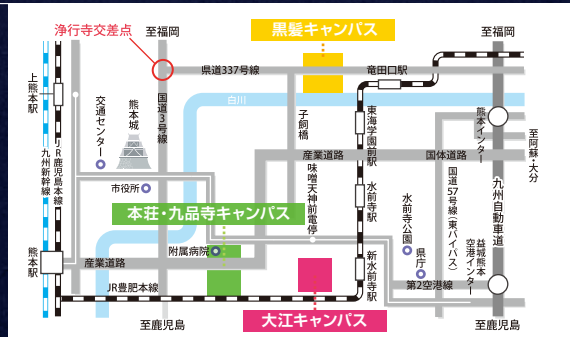 浄行寺交差点
至福岡
黒髪キャンパス
至福岡
県道337号線
竜田口駅
上熊本駅
交通センター
熊本城
国道3号線
白川
子飼橋
東海学園前駅
熊本インター
産業道路
国体道路
至阿蘇・大分
九州新幹線
JR鹿児島本線
市役所
味噌天神前電停
水前寺駅
水前寺公園
国道57号線(東バイパス)
九州自動車道
本荘・九品寺キャンパス
附属病院
県庁
益城熊本
空港インター
熊本駅
産業道路
新水前寺駅
第2空港線
JR豊肥本線
至鹿児島
大江キャンパス
至鹿児島